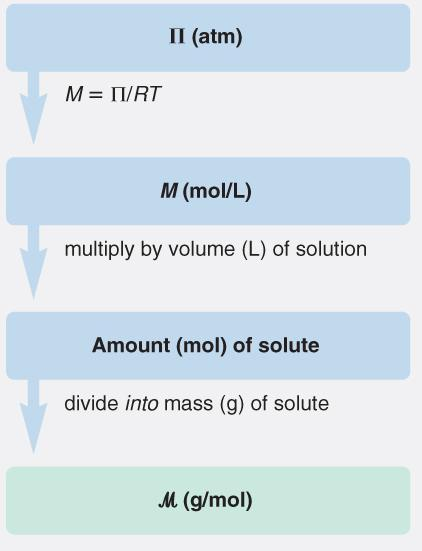 Π (atm)
M = Π/RT
M (mol/L)
multiply by volume (L) of solution
Amount (mol) of solute
divide into mass (g) of solute
ℳ (g/mol)